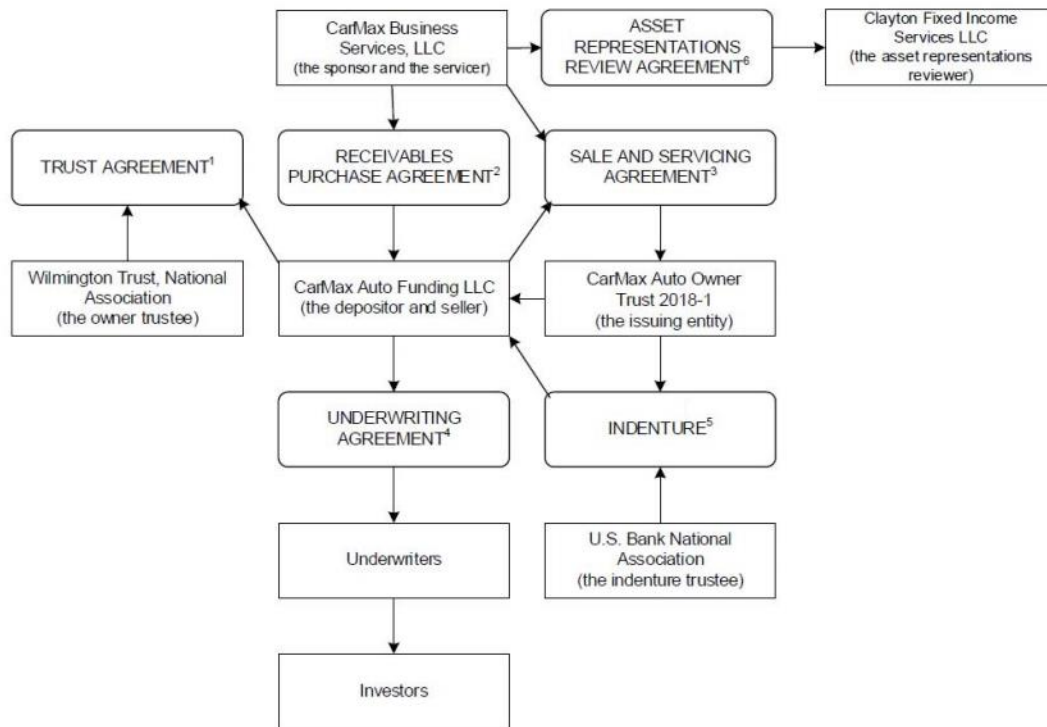 CarMax Business
Services, LLC
(the sponsor and the servicer)
ASSET
REPRESENTATIONS
REVIEW AGREEMENT⁶
Clayton Fixed Income
Services LLC
(the asset representations
reviewer)
TRUST AGREEMENT¹
RECEIVABLES
PURCHASE AGREEMENT²
SALE AND SERVICING
AGREEMENT³
Wilmington Trust, National
Association
(the owner trustee)
CarMax Auto Funding LLC
(the depositor and seller)
CarMax Auto Owner
Trust 2018-1
(the issuing entity)
UNDERWRITING
AGREEMENT⁴
INDENTURE⁵
Underwriters
U.S. Bank National
Association
(the indenture trustee)
Investors